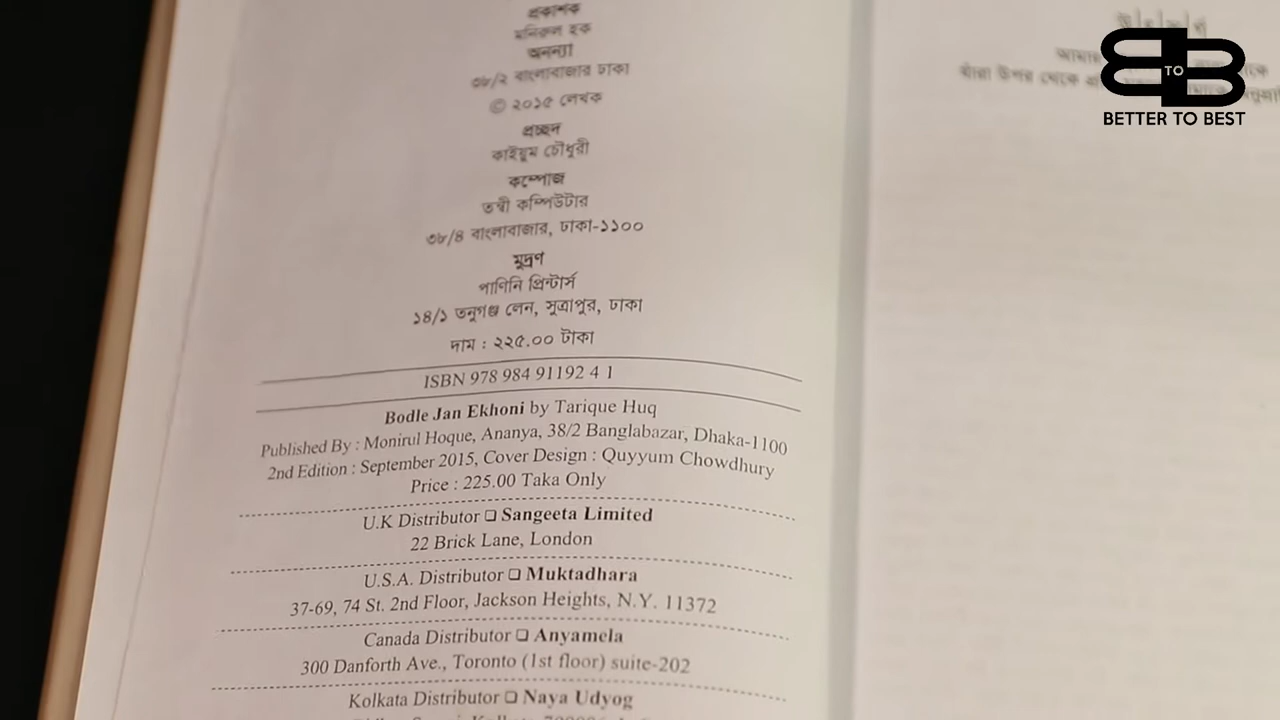 প্রকাশক
মনিরুল হক
অনন্যা
৩৮/২ বাংলাবাজার ঢাকা
© ২০১৫ লেখক
প্রচ্ছদ
কাইয়ুম চৌধুরী
কম্পোজ
তন্বী কম্পিউটার
৩৮/৪ বাংলাবাজার, ঢাকা-১১০০
মুদ্রণ
পাণিনি প্রিন্টার্স
১৪/১ তনুগঞ্জ লেন, সূত্রাপুর, ঢাকা
দাম : ২২৫.০০ টাকা
ISBN 978 984 91192 4 1
Bodle Jan Ekhoni by Tarique Huq
Published By : Monirul Hoque, Ananya, 38/2 Banglabazar, Dhaka-1100
2nd Edition : September 2015, Cover Design : Quyyum Chowdhury
Price : 225.00 Taka Only
U.K Distributor ❏ Sangeeta Limited
22 Brick Lane, London
U.S.A. Distributor ❏ Muktadhara
37-69, 74 St. 2nd Floor, Jackson Heights, N.Y. 11372
Canada Distributor ❏ Anyamela
300 Danforth Ave., Toronto (1st floor) suite-202
Kolkata Distributor ❏ Naya Udyog
আমার
যাঁরা উপর থেকে
B TO B
BETTER TO BEST